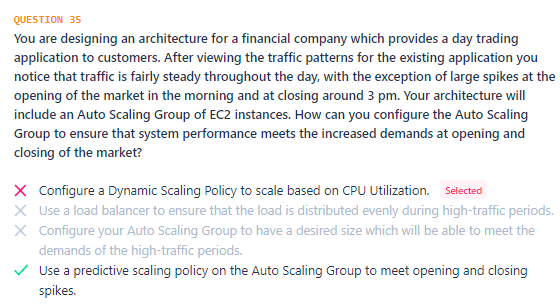 QUESTION 35
You are designing an architecture for a financial company which provides a day trading
application to customers. After viewing the traffic patterns for the existing application you
notice that traffic is fairly steady throughout the day, with the exception of large spikes at the
opening of the market in the morning and at closing around 3 pm. Your architecture will
include an Auto Scaling Group of EC2 instances. How can you configure the Auto Scaling
Group to ensure that system performance meets the increased demands at opening and
closing of the market?
Configure a Dynamic Scaling Policy to scale based on CPU Utilization. Selected
Use a load balancer to ensure that the load is distributed evenly during high-traffic periods.
Configure your Auto Scaling Group to have a desired size which will be able to meet the
demands of the high-traffic periods.
Use a predictive scaling policy on the Auto Scaling Group to meet opening and closing
spikes.